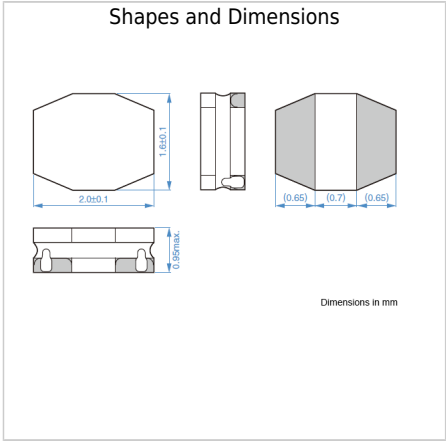 Shapes and Dimensions
1.6±0.1
2.0±0.1
(0.65) (0.7) (0.65)
0.95max.
Dimensions in mm